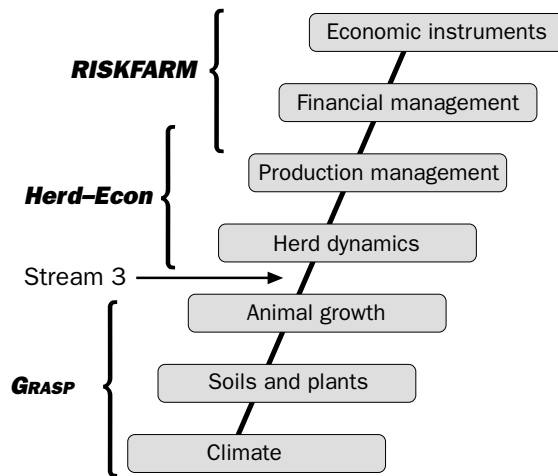 Economic instruments
RISKFARM
Financial management
Production management
Herd–Econ
Herd dynamics
Stream 3
Animal growth
GRASP
Soils and plants
Climate